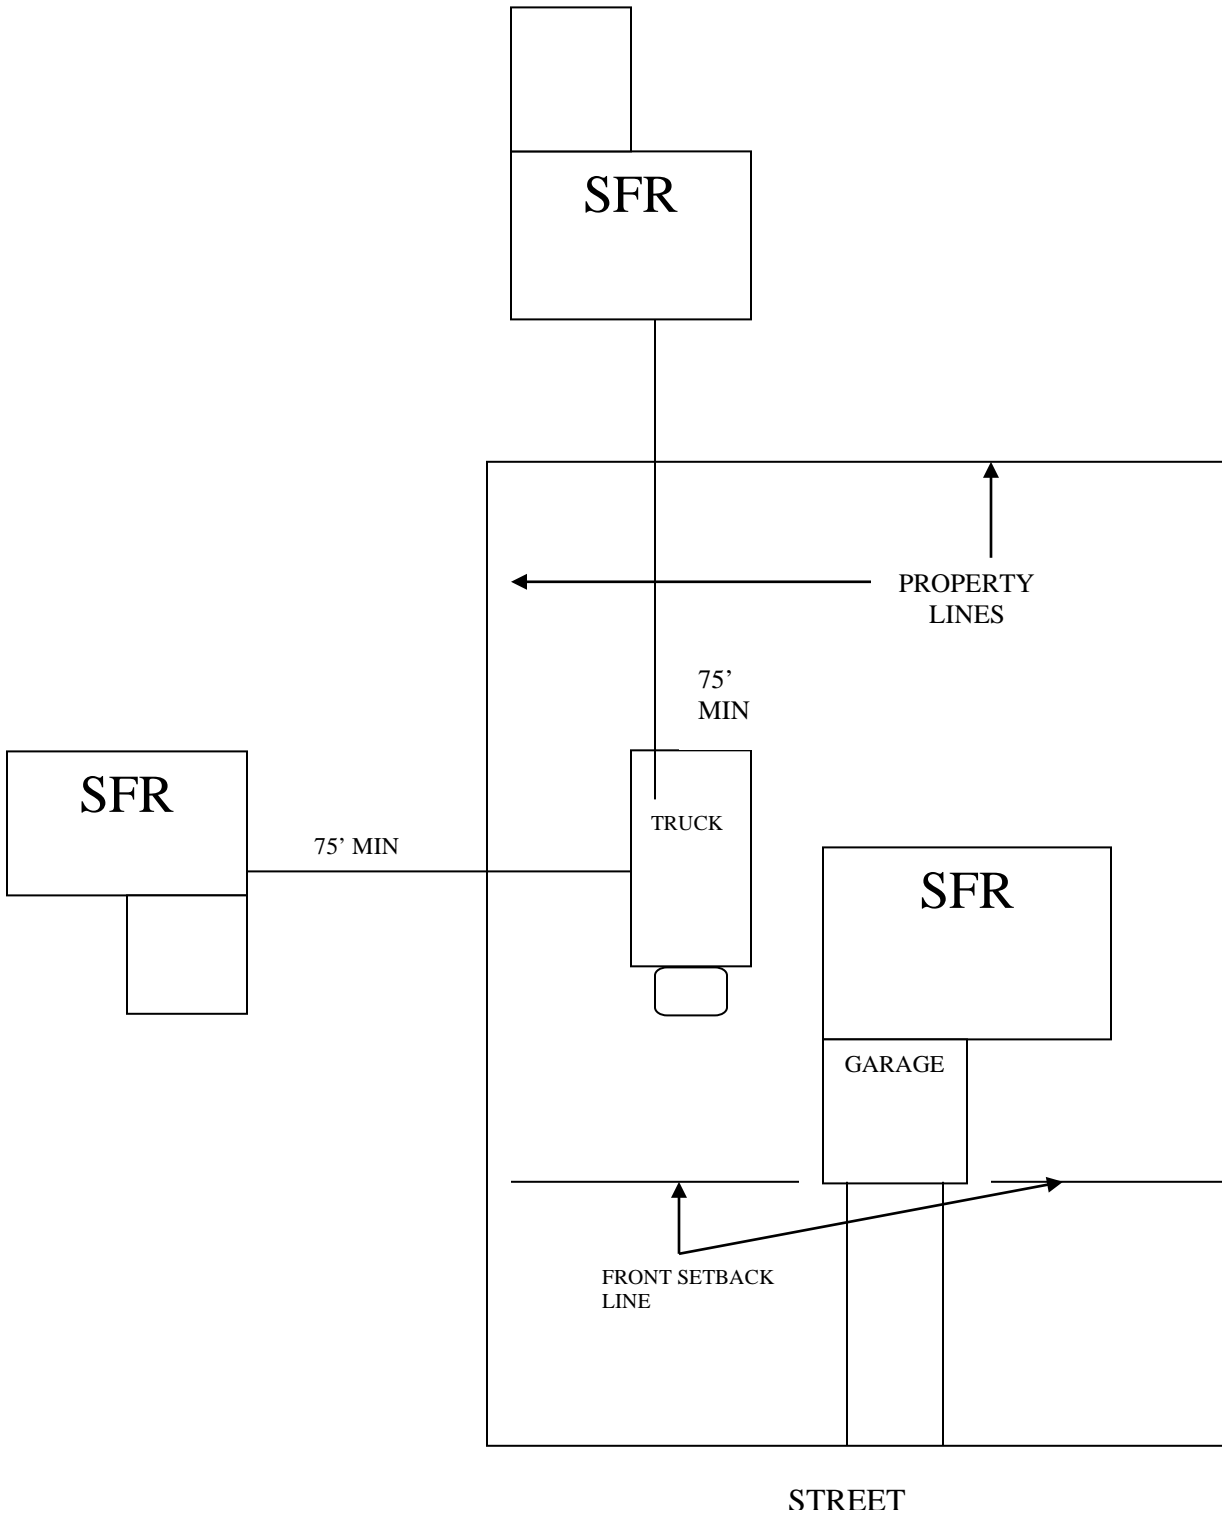 SFR
PROPERTY
LINES
75’
MIN
SFR
75’ MIN
TRUCK
SFR
GARAGE
FRONT SETBACK
LINE
STREET